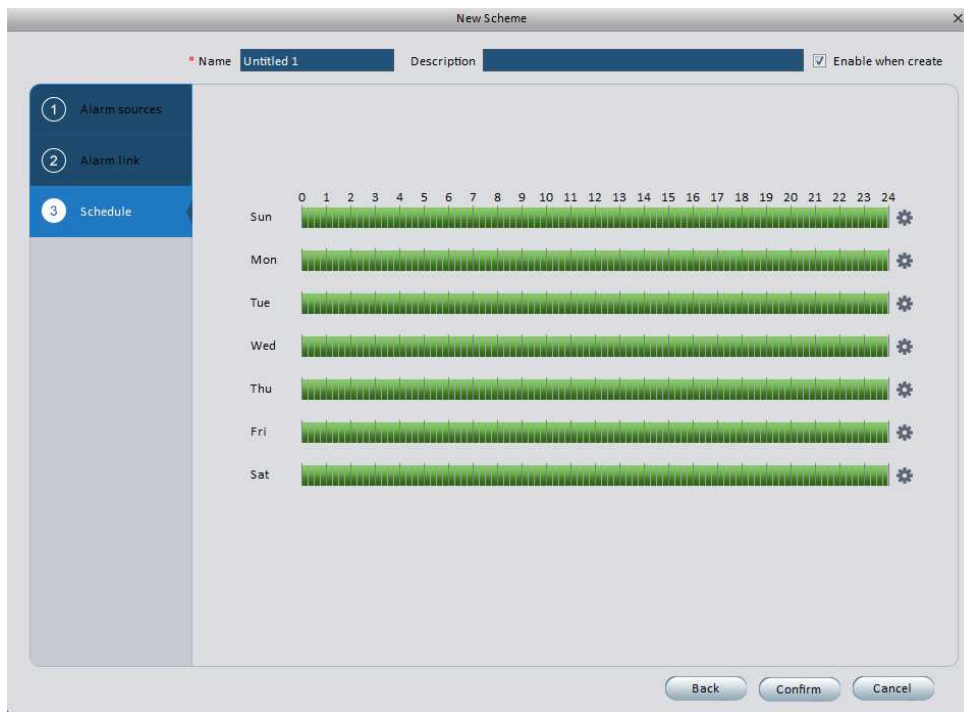 New Scheme
* Name Untitled 1 Description Enable when create
1 Alarm sources
2 Alarm link
3 Schedule
0 1 2 3 4 5 6 7 8 9 10 11 12 13 14 15 16 17 18 19 20 21 22 23 24
Sun
Mon
Tue
Wed
Thu
Fri
Sat
Back Confirm Cancel